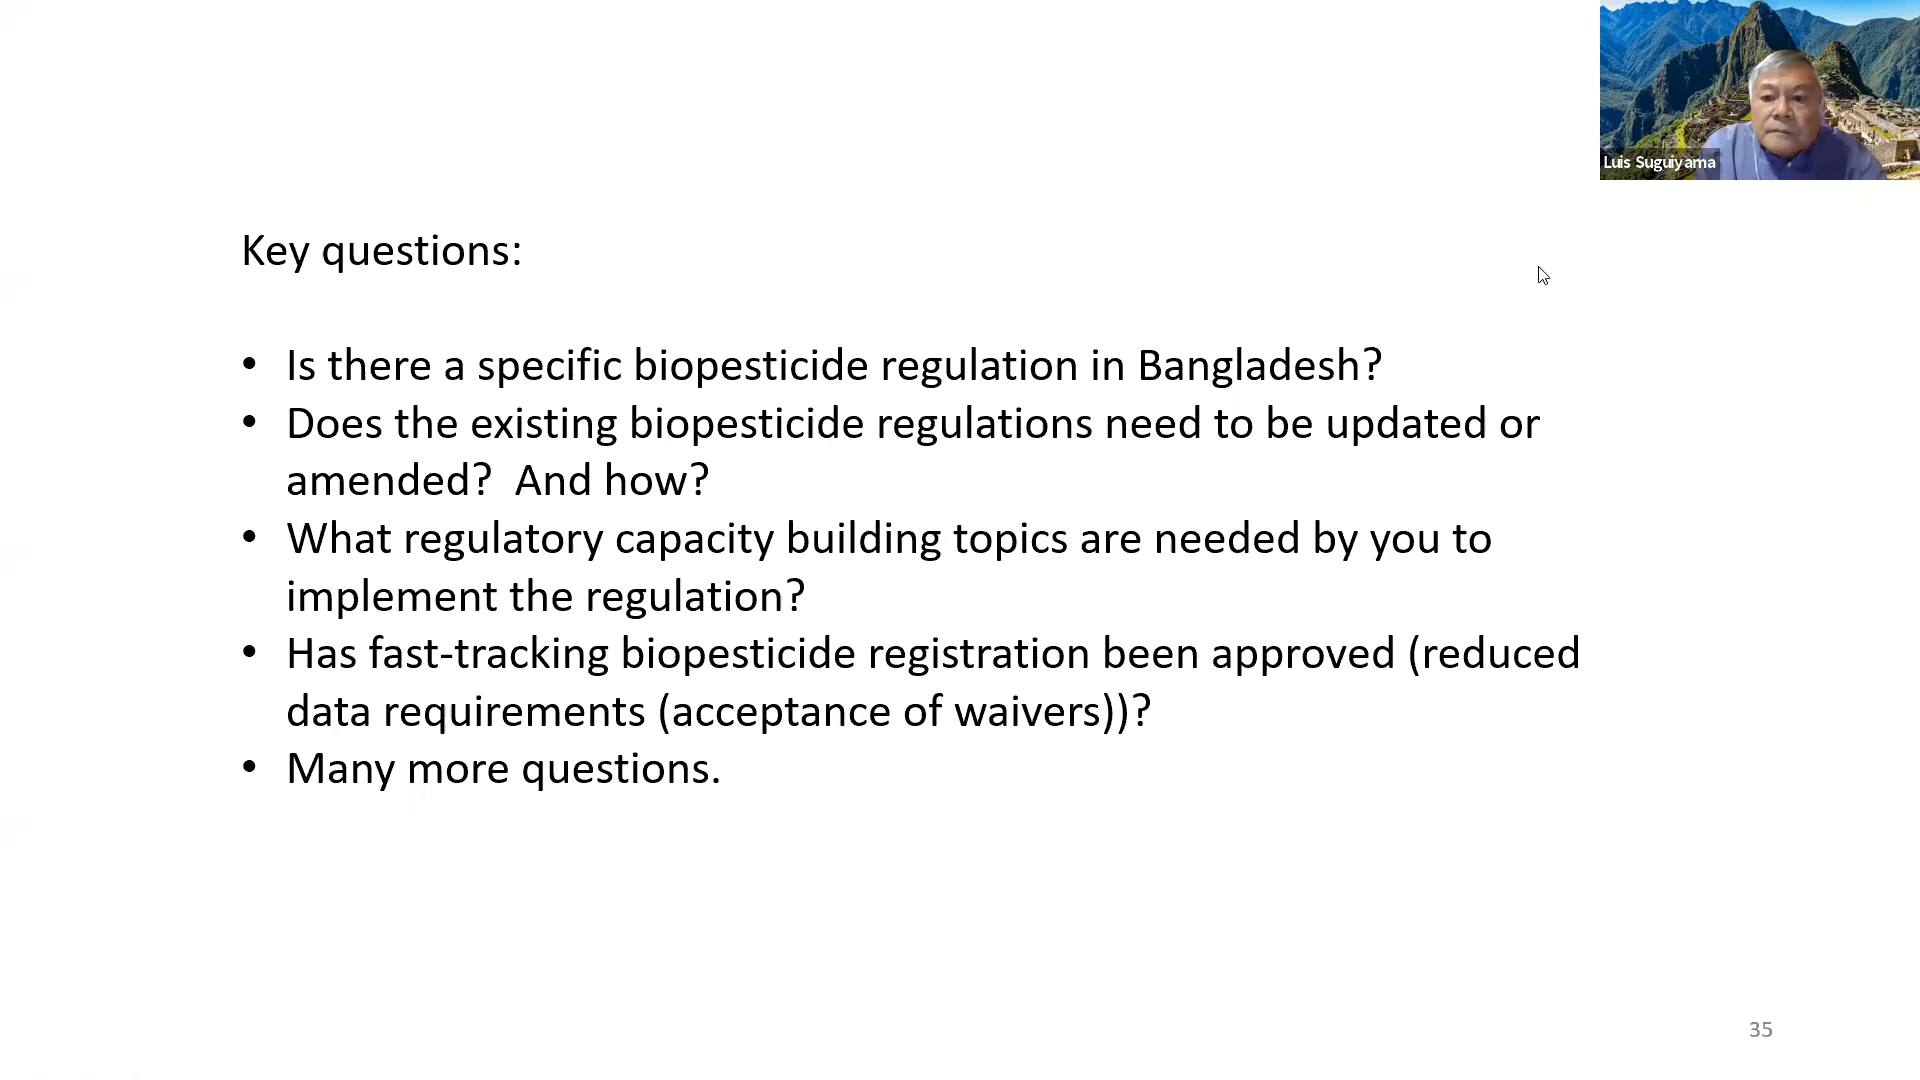 Luis Suguiyama
Key questions:
• Is there a specific biopesticide regulation in Bangladesh?
• Does the existing biopesticide regulations need to be updated or
amended?  And how?
• What regulatory capacity building topics are needed by you to
implement the regulation?
• Has fast-tracking biopesticide registration been approved (reduced
data requirements (acceptance of waivers))?
• Many more questions.
35